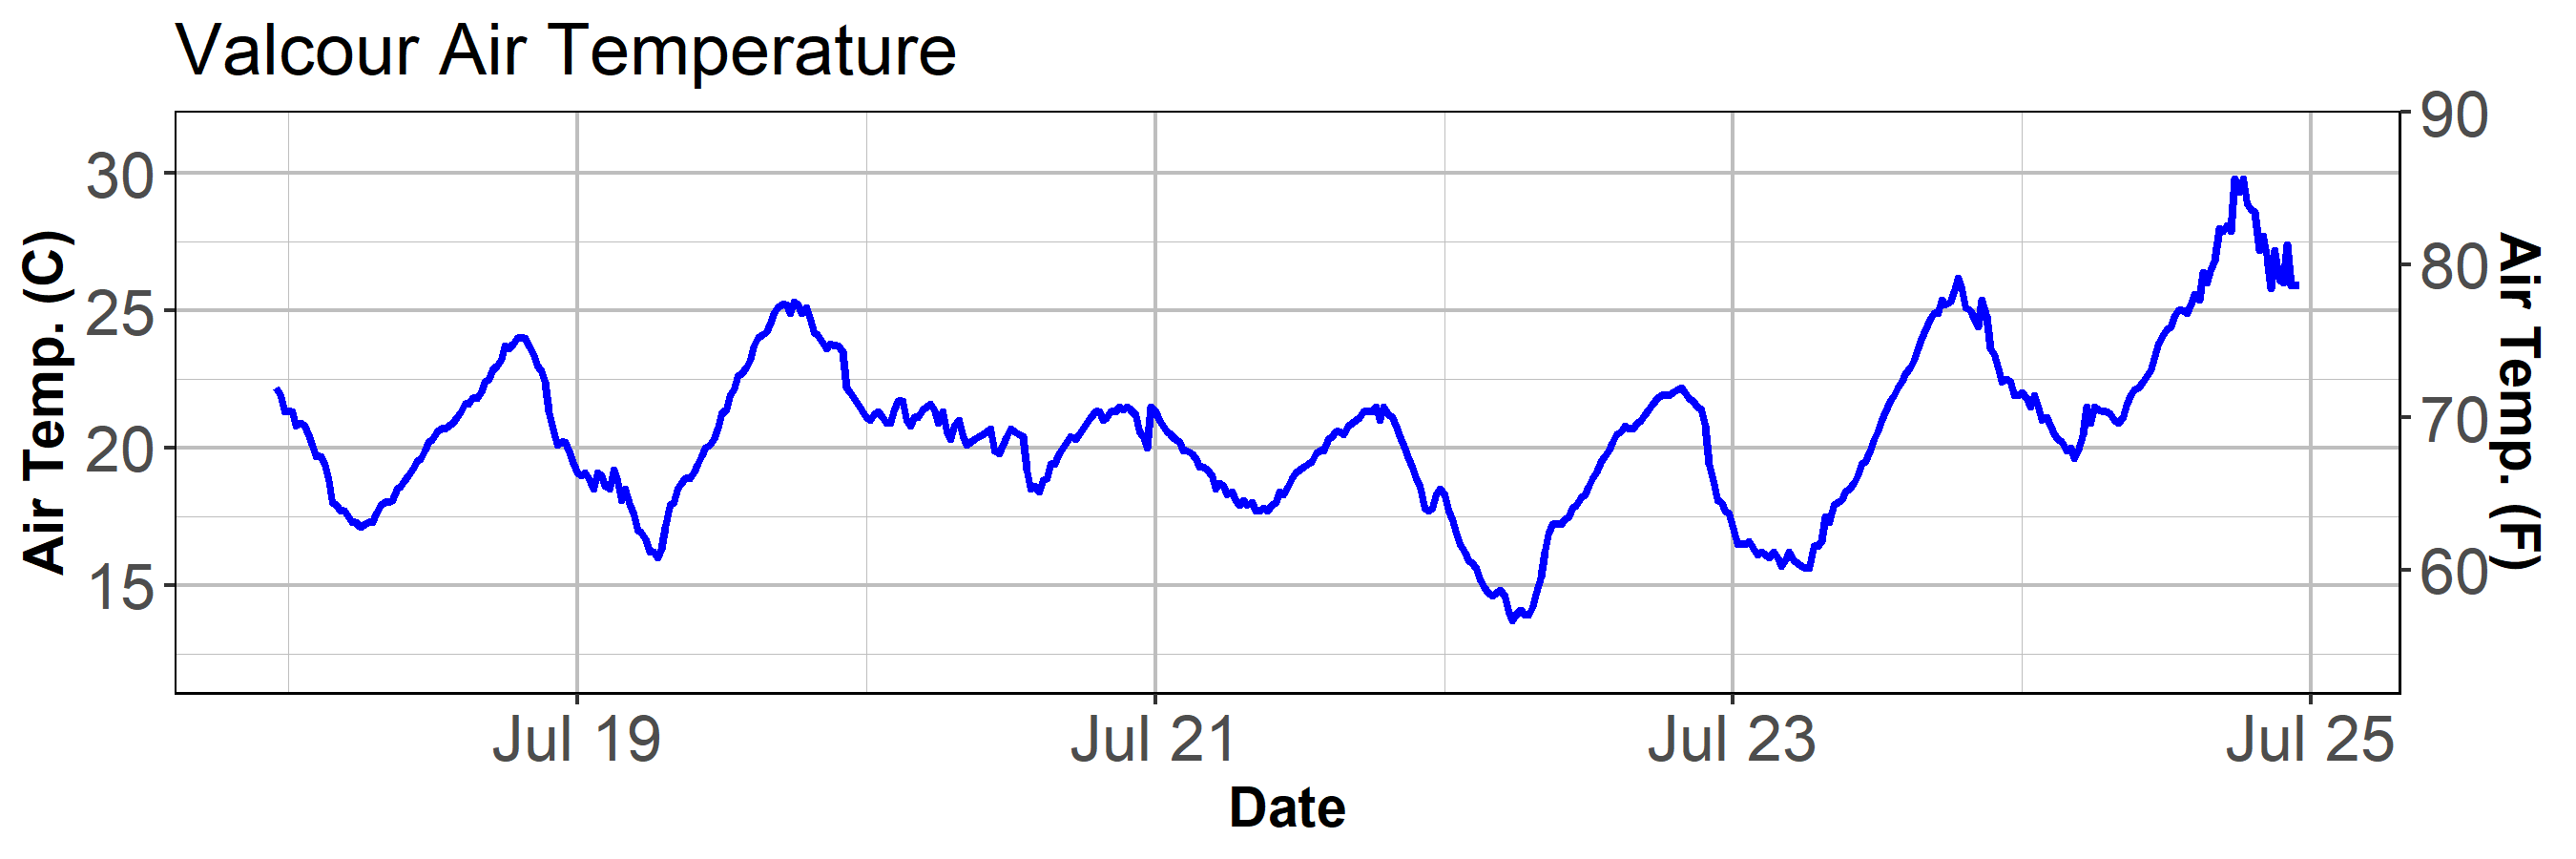 Valcour Air Temperature
Air Temp. (C)
30
25
20
15
90
80
70
60
Air Temp. (F)
Jul 19 Jul 21 Jul 23 Jul 25
Date